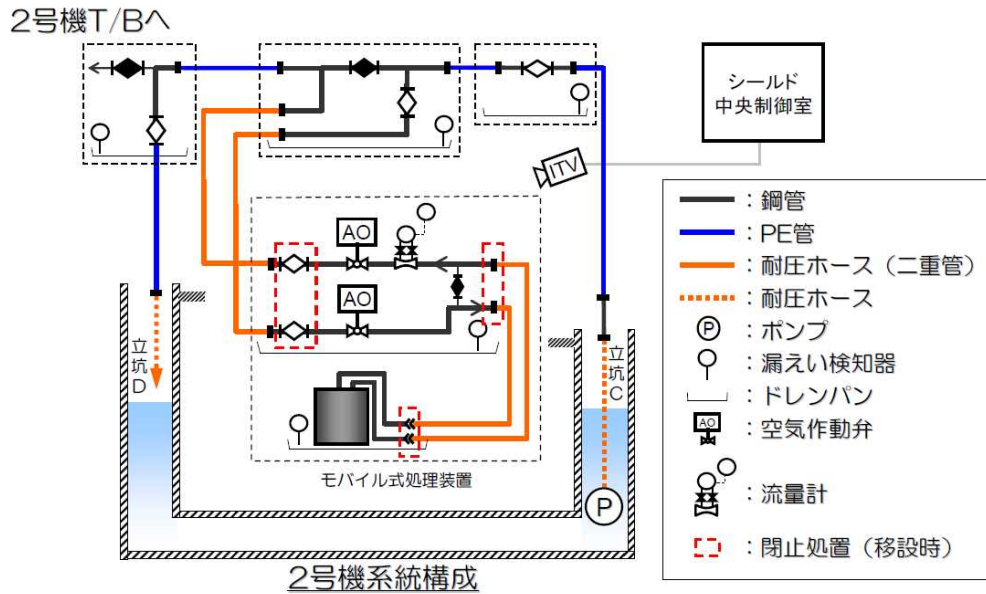 2号機T/Bへ
シールド
中央制御室
ITV
AO
AO
立坑D
立坑C
P
モバイル式処理装置
2号機系統構成
：鋼管
：PE管
：耐圧ホース（二重管）
：耐圧ホース
P
：ポンプ
：漏えい検知器
：ドレンパン
AO
：空気作動弁
：流量計
：閉止処置（移設時）